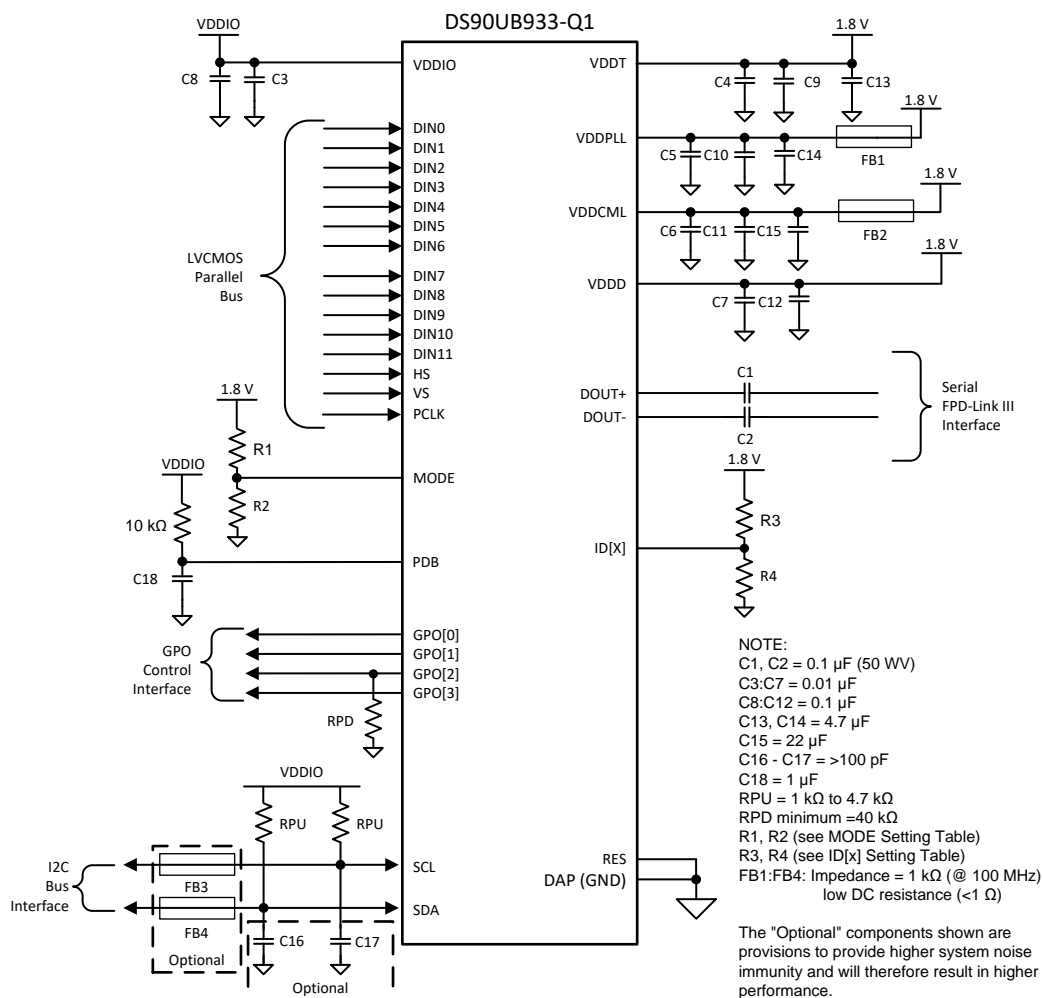 DS90UB933-Q1
VDDIO
C8
C3
VDDIO
DIN0
DIN1
DIN2
DIN3
DIN4
DIN5
DIN6
DIN7
DIN8
DIN9
DIN10
DIN11
HS
VS
PCLK
LVCMOS
Parallel
Bus
1.8 V
R1
R2
MODE
VDDIO
10 kΩ
C18
PDB
GPO
Control
Interface
GPO[0]
GPO[1]
GPO[2]
GPO[3]
RPD
VDDIO
RPU
RPU
I2C
Bus
Interface
FB3
FB4
Optional
C16
C17
Optional
SCL
SDA
VDDT
C4
C9
C13
1.8 V
VDDPLL
C5
C10
C14
FB1
1.8 V
VDDCML
C6
C11
C15
FB2
1.8 V
VDDD
C7
C12
1.8 V
DOUT+
DOUT-
C1
C2
Serial
FPD-Link III
Interface
1.8 V
R3
R4
ID[X]
RES
DAP (GND)
NOTE:
C1, C2 = 0.1 µF (50 WV)
C3:C7 = 0.01 µF
C8:C12 = 0.1 µF
C13, C14 = 4.7 µF
C15 = 22 µF
C16 - C17 = >100 pF
C18 = 1 µF
RPU = 1 kΩ to 4.7 kΩ
RPD minimum =40 kΩ
R1, R2 (see MODE Setting Table)
R3, R4 (see ID[x] Setting Table)
FB1:FB4: Impedance = 1 kΩ (@ 100 MHz)
low DC resistance (<1 Ω)
The "Optional" components shown are
provisions to provide higher system noise
immunity and will therefore result in higher
performance.